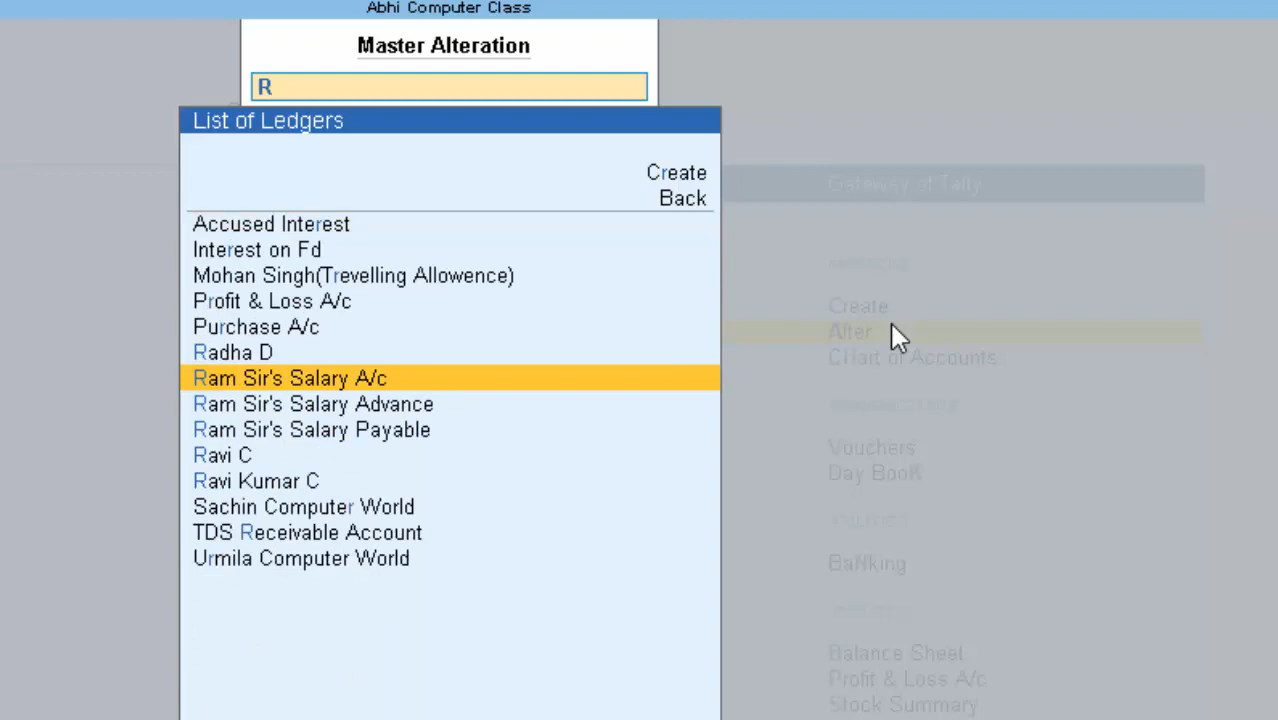 Abhi Computer Class
Master Alteration
R
List of Ledgers
Create
Back
Accused Interest
Interest on Fd
Mohan Singh(Trevelling Allowence)
Profit & Loss A/c
Purchase A/c
Radha D
Ram Sir's Salary A/c
Ram Sir's Salary Advance
Ram Sir's Salary Payable
Ravi C
Ravi Kumar C
Sachin Computer World
TDS Receivable Account
Urmila Computer World
Gateway of Tally
Create
Alter
CHart of Accounts
Vouchers
Day BooK
BaNking
Balance Sheet
Profit & Loss A/c
Stock Summary